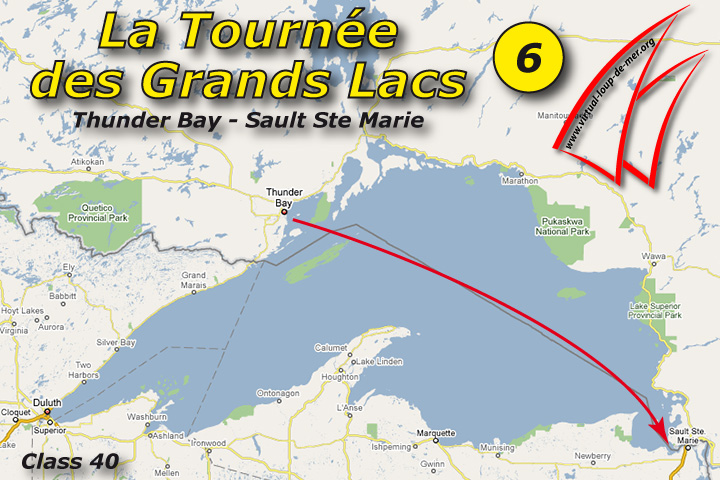 La Tournée
des Grands Lacs
6
Thunder Bay - Sault Ste Marie
www.virtual-loup-de-mer.org
Atikokan
Quetico
Provincial Park
Thunder
Bay
Marathon
Pukaskwa
National Park
Wawa
Lake Superior
Provincial Park
Ely
Babbitt
Hoyt Lakes
Aurora
Virginia
Grand
Marais
Silver Bay
Two
Harbors
Duluth
Cloquet
Superior
Lake
Washburn
Ashland
Ironwood
Mellen
Ontonagon
Calumet
Lake Linden
Houghton
L'Anse
Marquette
Ishpeming
Gwinn
Munising
Newberry
Sault Ste.
Marie
Class 40